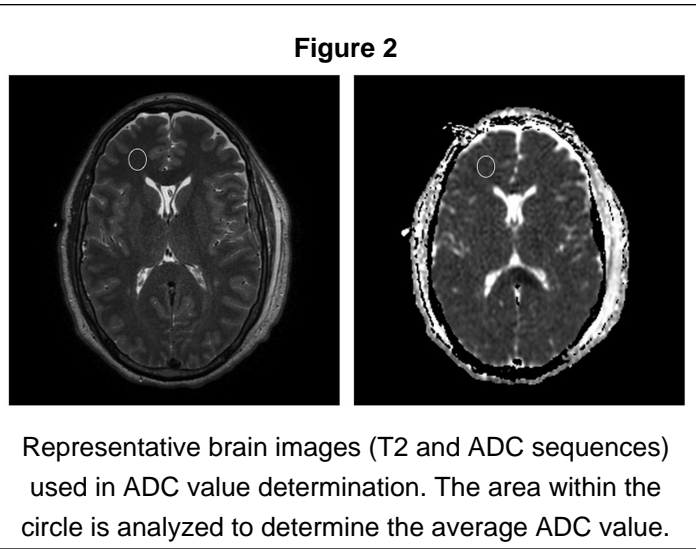 Figure 2
Representative brain images (T2 and ADC sequences)
used in ADC value determination. The area within the
circle is analyzed to determine the average ADC value.